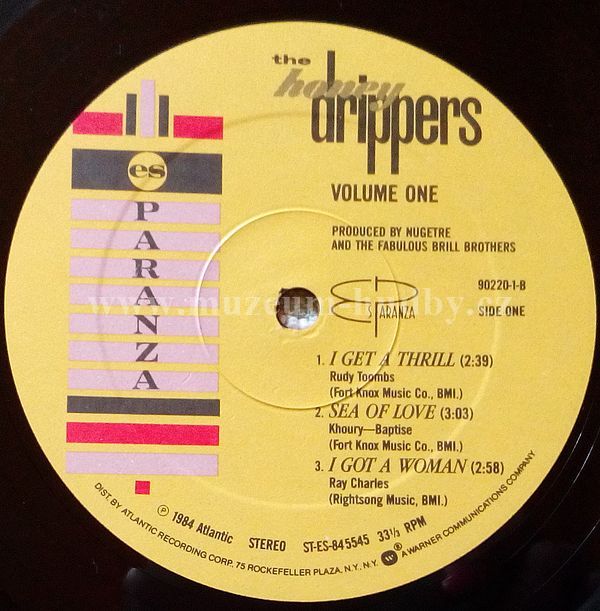 the
honey
drippers
VOLUME ONE
PRODUCED BY NUGETRE
AND THE FABULOUS BRILL BROTHERS
es
PARANZA
ES PARANZA
90220-1-B
SIDE ONE
www.muzeum-hudby.cz
1. I GET A THRILL (2:39)
Rudy Toombs
(Fort Knox Music Co., BMI.)
2. SEA OF LOVE (3:03)
Khoury—Baptise
(Fort Knox Music Co., BMI.)
3. I GOT A WOMAN (2:58)
Ray Charles
(Rightsong Music, BMI.)
℗ 1984 Atlantic STEREO ST-ES-845545 33⅓ RPM
DIST. BY ATLANTIC RECORDING CORP. 75 ROCKEFELLER PLAZA, N.Y., N.Y. W ® A WARNER COMMUNICATIONS COMPANY